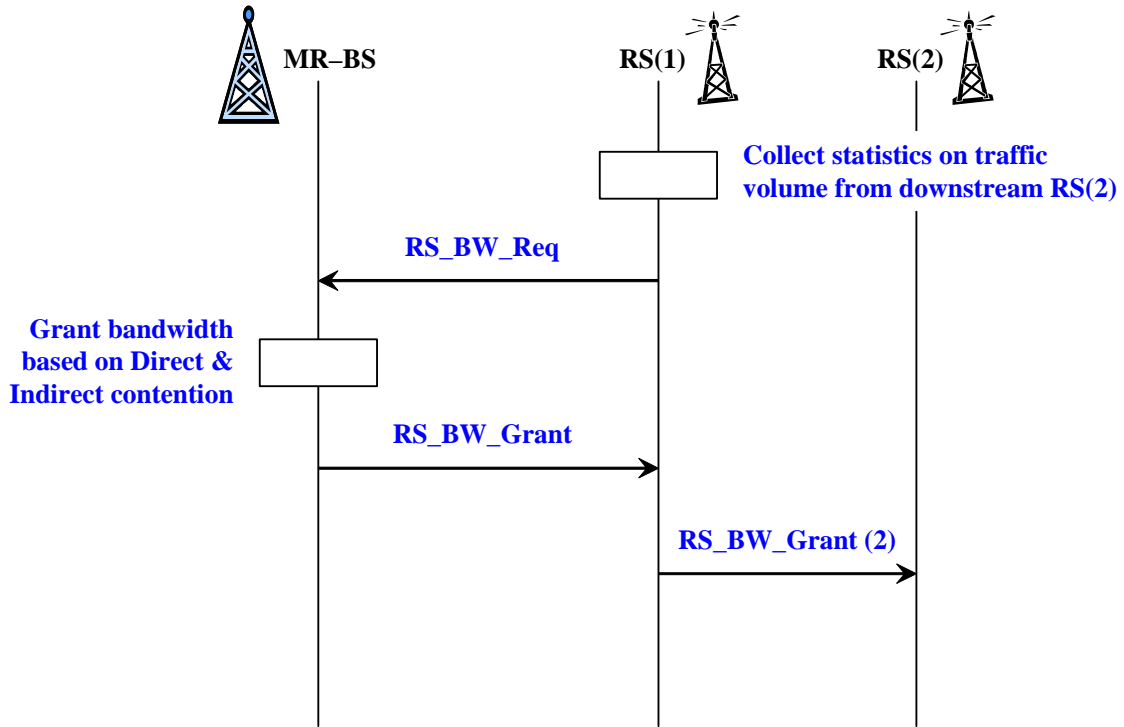 MR–BS
RS(1)
RS(2)
Collect statistics on traffic
volume from downstream RS(2)
RS_BW_Req
Grant bandwidth
based on Direct &
Indirect contention
RS_BW_Grant
RS_BW_Grant (2)